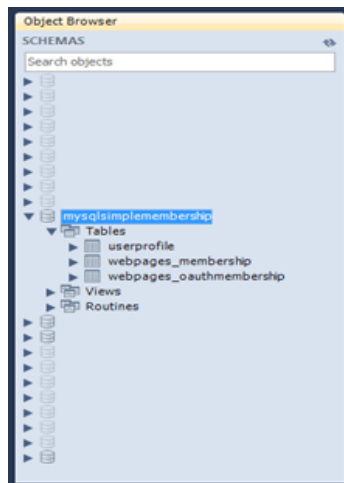 Object Browser
SCHEMAS
Search objects
mysqlsimplemembership
Tables
userprofile
webpages_membership
webpages_oauthmembership
Views
Routines